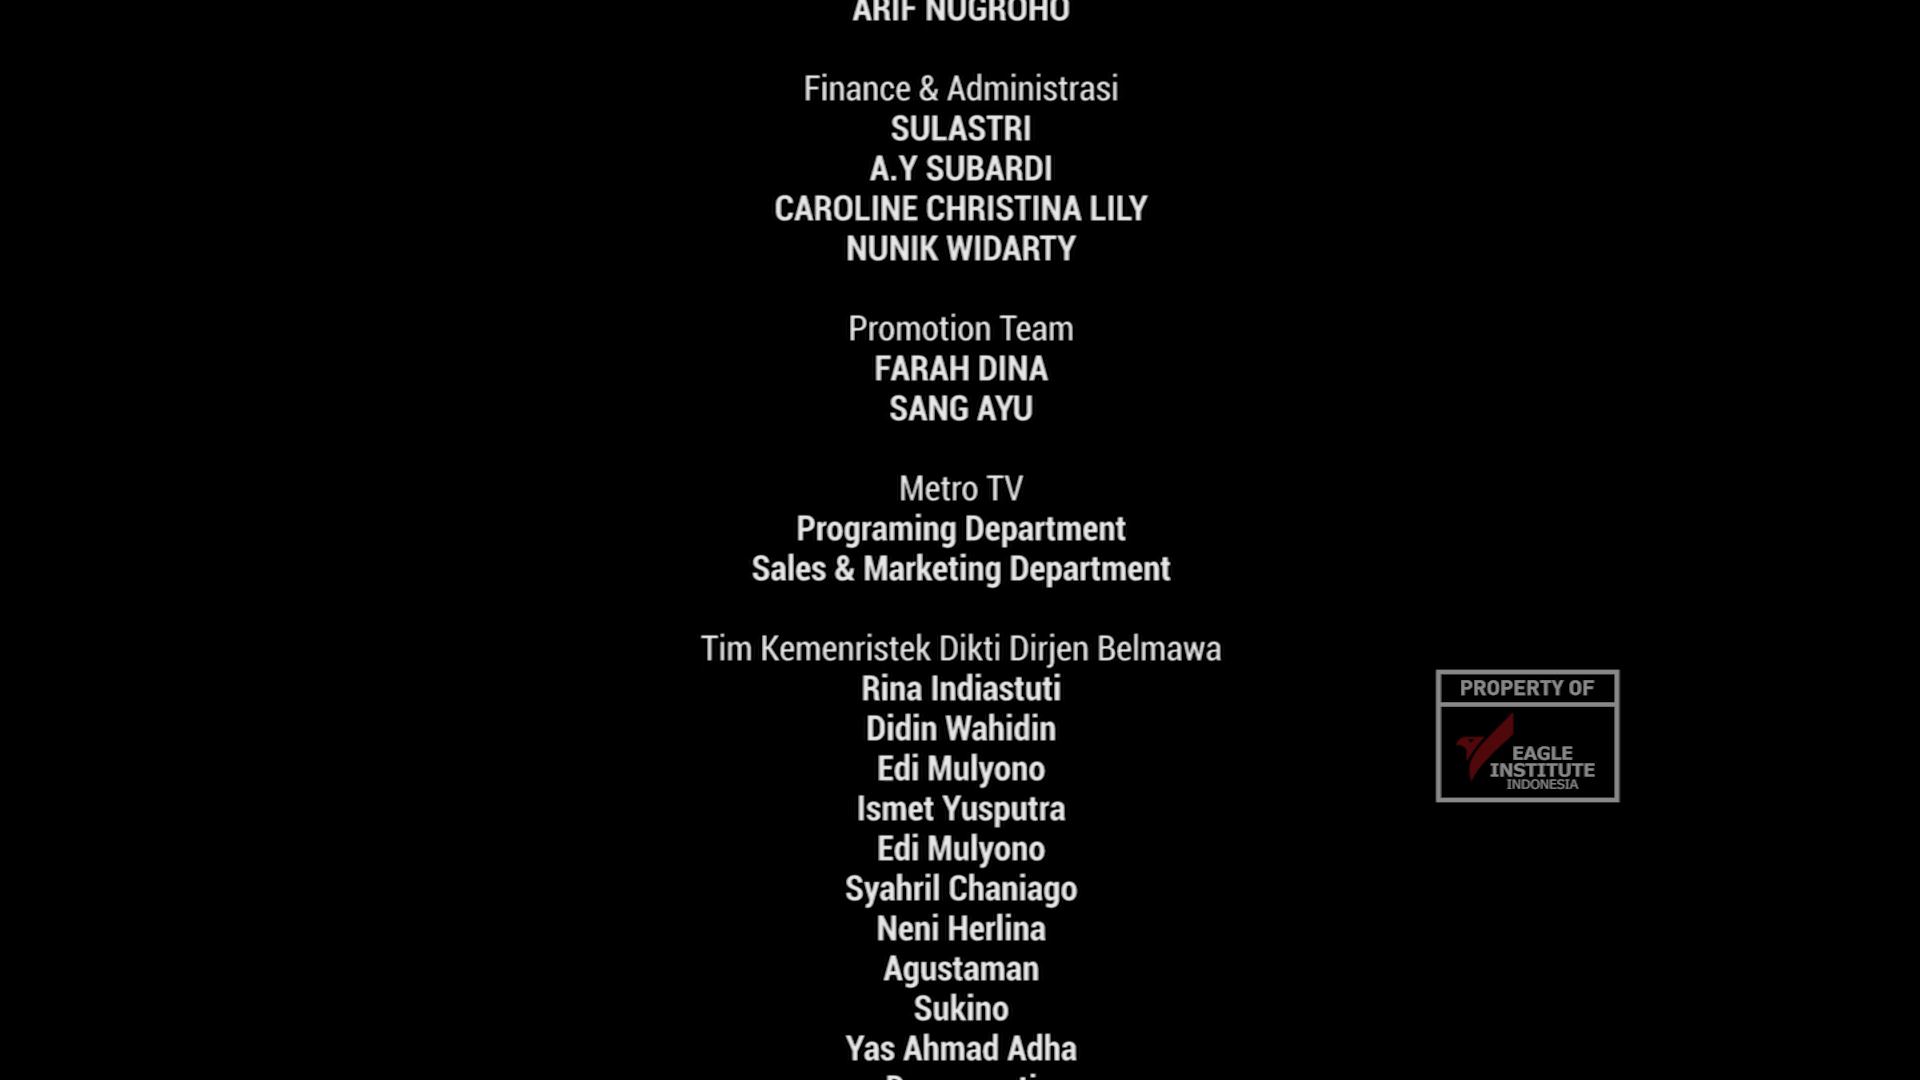 ARIF NUGROHO
Finance & Administrasi
SULASTRI
A.Y SUBARDI
CAROLINE CHRISTINA LILY
NUNIK WIDARTY
Promotion Team
FARAH DINA
SANG AYU
Metro TV
Programing Department
Sales & Marketing Department
Tim Kemenristek Dikti Dirjen Belmawa
Rina Indiastuti
Didin Wahidin
Edi Mulyono
Ismet Yusputra
Edi Mulyono
Syahril Chaniago
Neni Herlina
Agustaman
Sukino
Yas Ahmad Adha
PROPERTY OF
EAGLE
INSTITUTE
INDONESIA